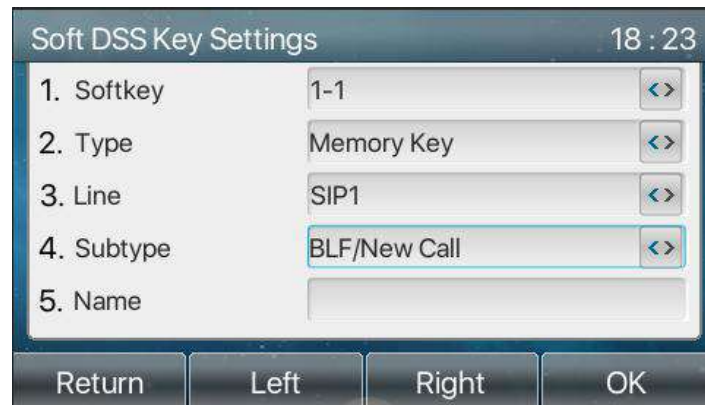 Soft DSS Key Settings 18 : 23
1. Softkey 1-1
2. Type Memory Key
3. Line SIP1
4. Subtype BLF/New Call
5. Name
Return Left Right OK